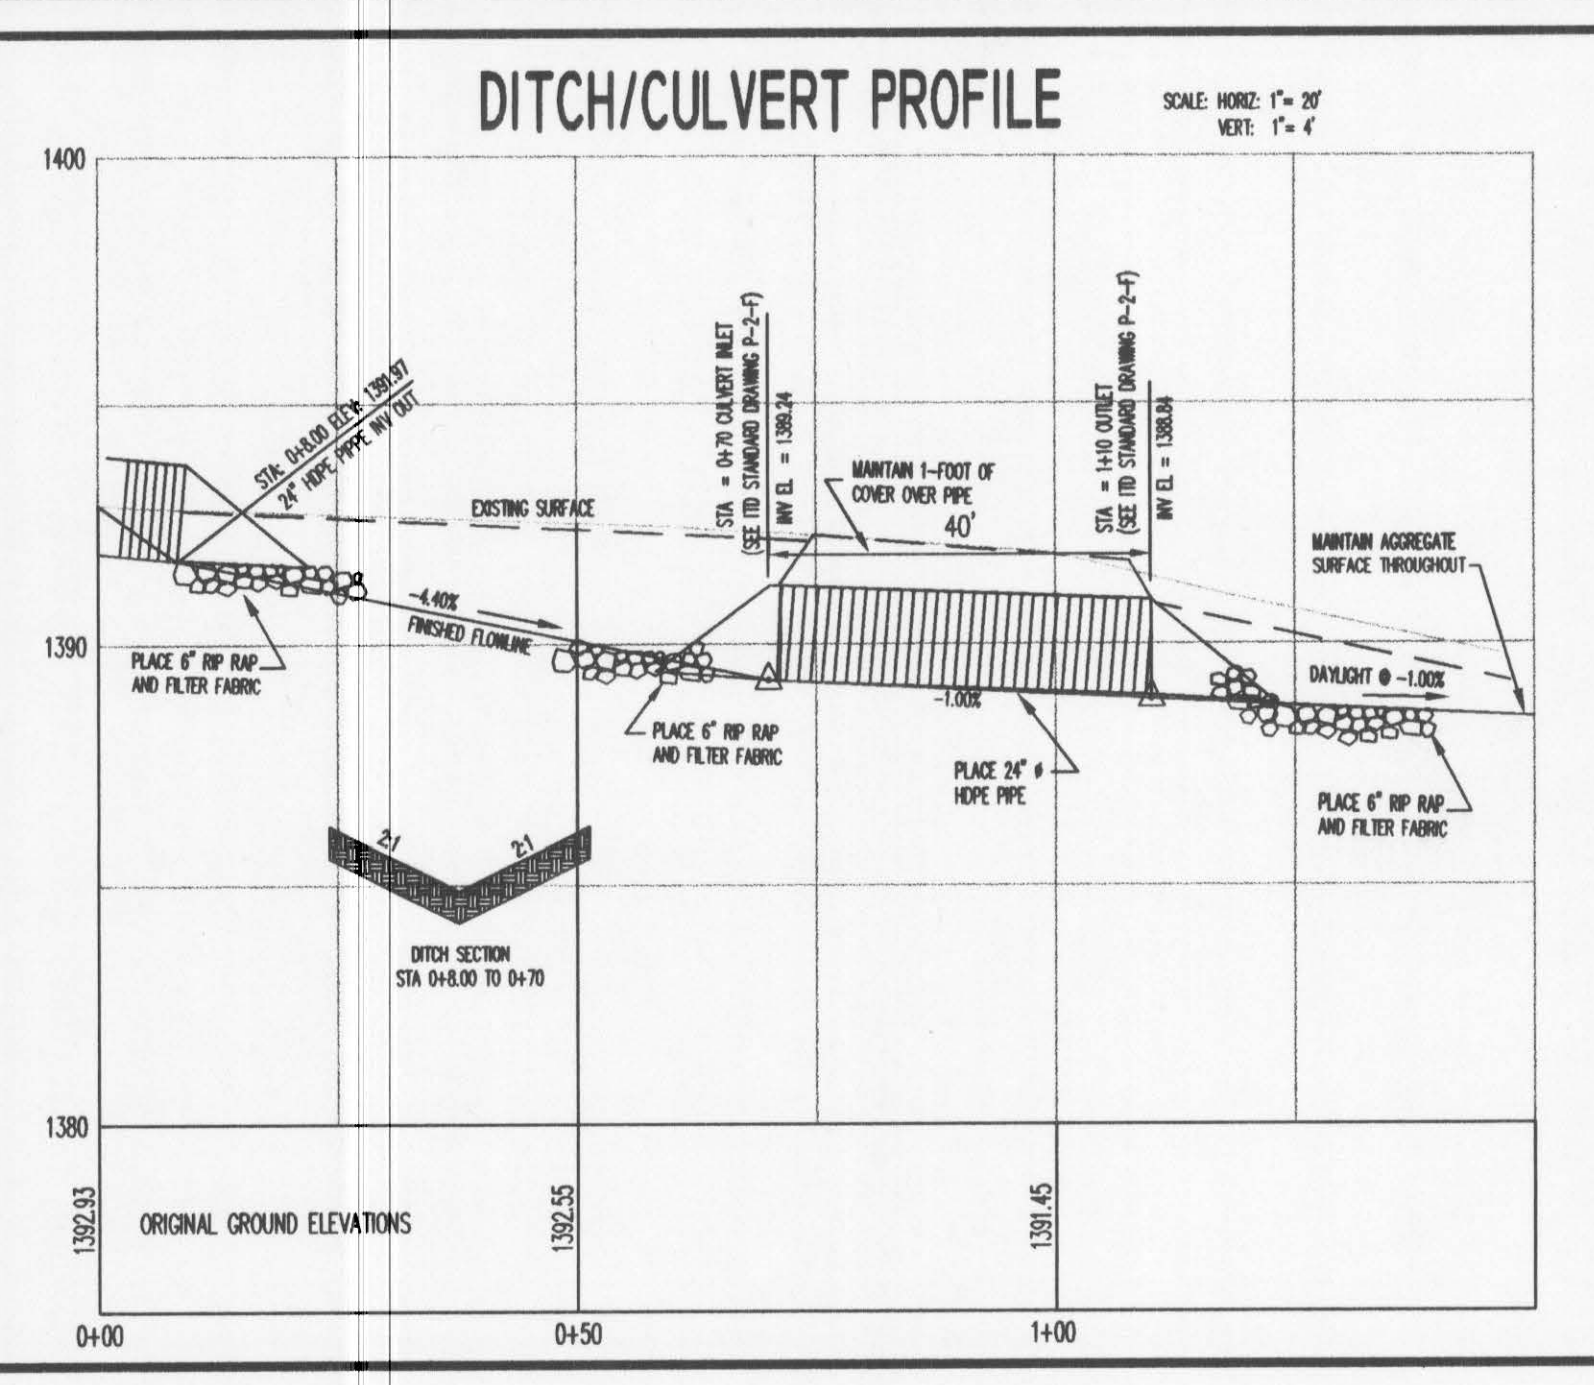 DITCH/CULVERT PROFILE
SCALE: HORIZ: 1"= 20'
VERT: 1"= 4'
1400
STA: 0+8.00 ELEV: 1391.97
24" HDPE PIPPE INV OUT
EXISTING SURFACE
STA = 0+70 CULVERT INLET
(SEE ITD STANDARD DRAWING P-2-F)
INV EL = 1389.24
MAINTAIN 1-FOOT OF
COVER OVER PIPE
40'
STA = 1+10 OUTLET
(SEE ITD STANDARD DRAWING P-2-F)
INV EL = 1388.84
MAINTAIN AGGREGATE
SURFACE THROUGHOUT
-4.40%
FINISHED FLOWLINE
1390
PLACE 6" RIP RAP
AND FILTER FABRIC
DAYLIGHT @ -1.00%
-1.00%
PLACE 6" RIP RAP
AND FILTER FABRIC
PLACE 24" ø
HDPE PIPE
PLACE 6" RIP RAP
AND FILTER FABRIC
2:1
2:1
DITCH SECTION
STA 0+8.00 TO 0+70
1380
1392.93
ORIGINAL GROUND ELEVATIONS
1392.55
1391.45
0+00
0+50
1+00